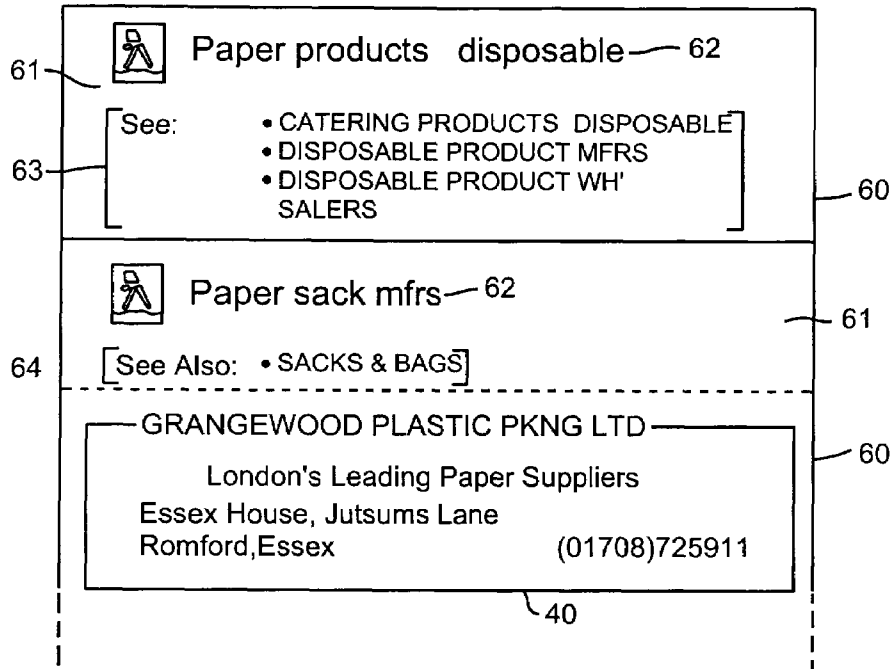 Paper products disposable 62
61
See: • CATERING PRODUCTS DISPOSABLE
• DISPOSABLE PRODUCT MFRS
63
• DISPOSABLE PRODUCT WH'
SALERS
60
Paper sack mfrs 62
61
64 [See Also: • SACKS & BAGS]
GRANGEWOOD PLASTIC PKNG LTD
60
London's Leading Paper Suppliers
Essex House, Jutsums Lane
Romford,Essex (01708)725911
40